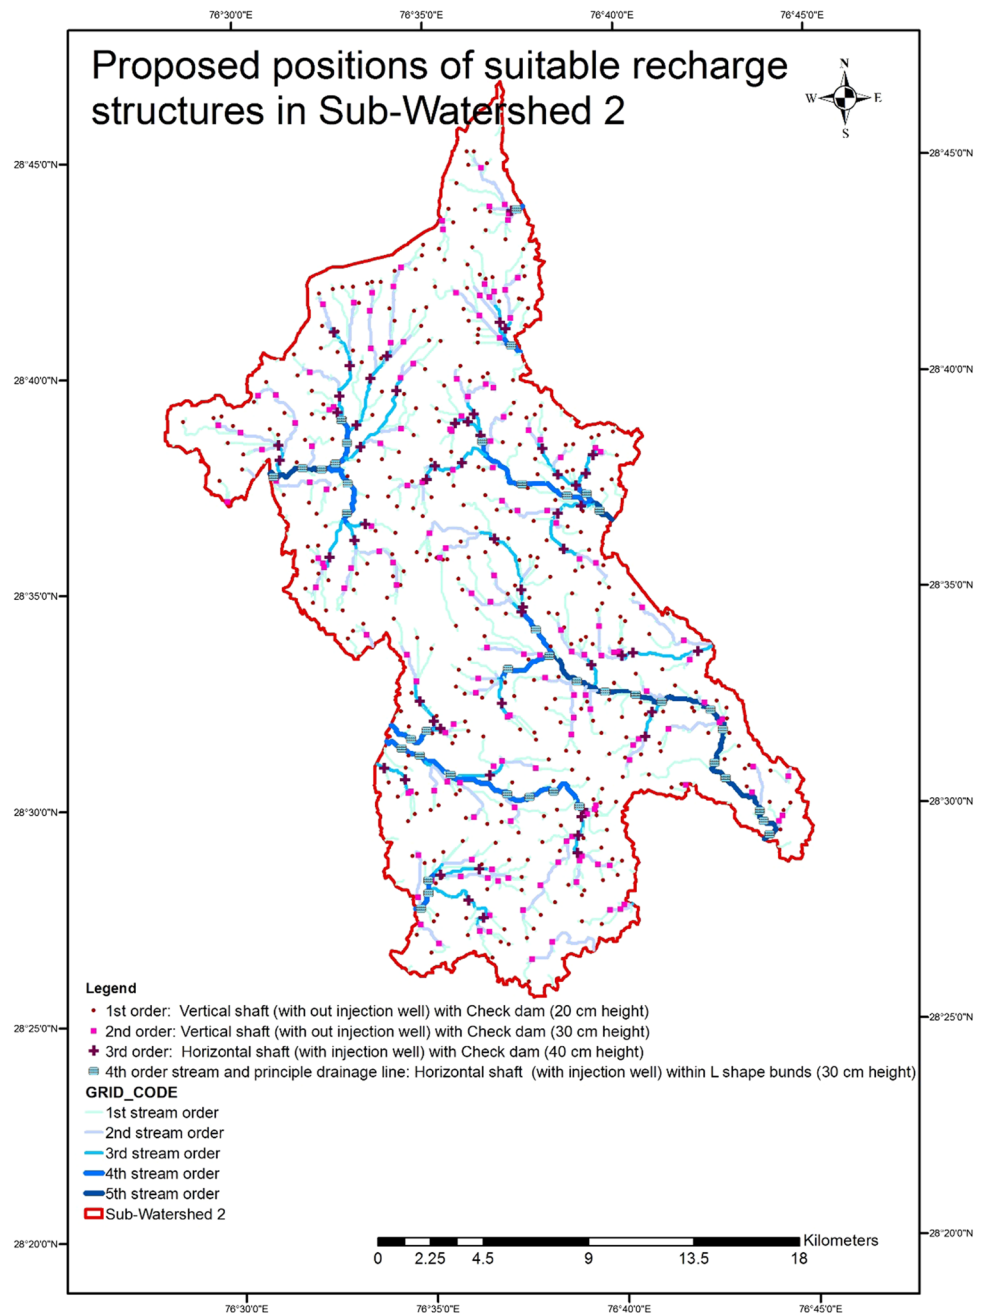 76°30'0"E 76°35'0"E 76°40'0"E 76°45'0"E
Proposed positions of suitable recharge
structures in Sub-Watershed 2
N
W E
S
28°45'0"N 28°45'0"N
28°40'0"N 28°40'0"N
28°35'0"N 28°35'0"N
28°30'0"N 28°30'0"N
Legend
1st order: Vertical shaft (with out injection well) with Check dam (20 cm height)
28°25'0"N 28°25'0"N
2nd order: Vertical shaft (with out injection well) with Check dam (30 cm height)
3rd order: Horizontal shaft (with injection well) with Check dam (40 cm height)
4th order stream and principle drainage line: Horizontal shaft (with injection well) within L shape bunds (30 cm height)
GRID_CODE
1st stream order
2nd stream order
3rd stream order
4th stream order
5th stream order
Sub-Watershed 2
28°20'0"N 28°20'0"N
Kilometers
0 2.25 4.5 9 13.5 18
76°30'0"E 76°35'0"E 76°40'0"E 76°45'0"E